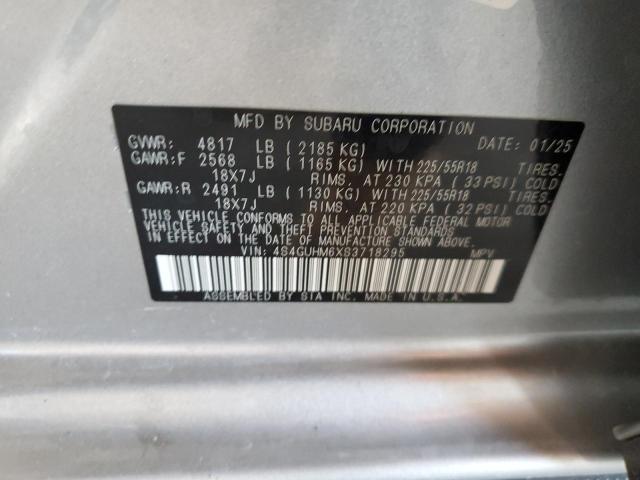 MFD BY SUBARU CORPORATION DATE: 01/25
GVWR: 4817 LB (2185 KG)
GAWR:F 2568 LB (1165 KG) WITH 225/55R18 TIRES.
18X7J RIMS. AT 230 KPA (33 PSI) COLD
GAWR:R 2491 LB (1130 KG) WITH 225/55R18 TIRES.
18X7J RIMS. AT 220 KPA (32 PSI) COLD
THIS VEHICLE CONFORMS TO ALL APPLICABLE FEDERAL MOTOR
VEHICLE SAFETY AND THEFT PREVENTION STANDARDS
IN EFFECT ON THE DATE OF MANUFACTURE SHOWN ABOVE.
VIN: 4S4GUHM6XS3718295 MPV
ASSEMBLED BY SIA INC. MADE IN U.S.A.